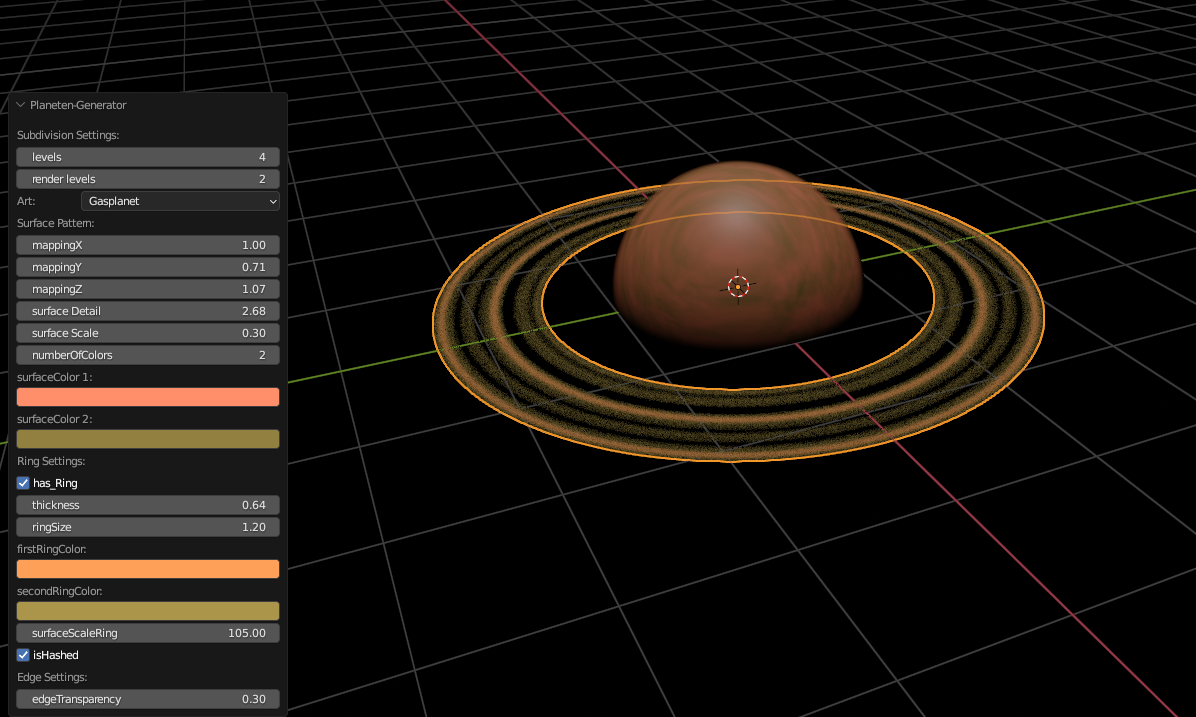 Planeten-Generator
Subdivision Settings:
levels 4
render levels 2
Art: Gasplanet
Surface Pattern:
mappingX 1.00
mappingY 0.71
mappingZ 1.07
surface Detail 2.68
surface Scale 0.30
numberOfColors 2
surfaceColor 1:
surfaceColor 2:
Ring Settings:
has_Ring
thickness 0.64
ringSize 1.20
firstRingColor:
secondRingColor:
surfaceScaleRing 105.00
isHashed
Edge Settings:
edgeTransparency 0.30